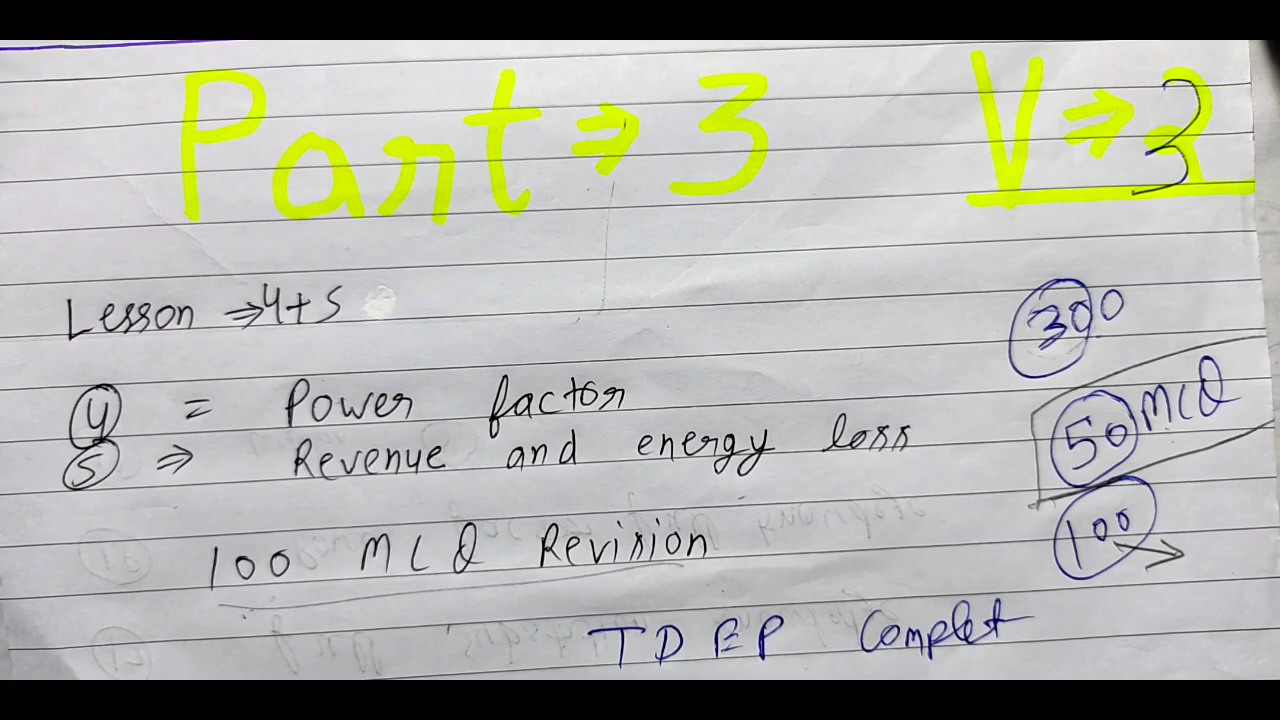 Part ⇒ 3 V ⇒ 3
Lesson ⇒ 4+5
300
4 = Power factor
50 MCQ
5 ⇒ Revenue and energy loss
100 →
100 MCQ Revision
TDEP Complet